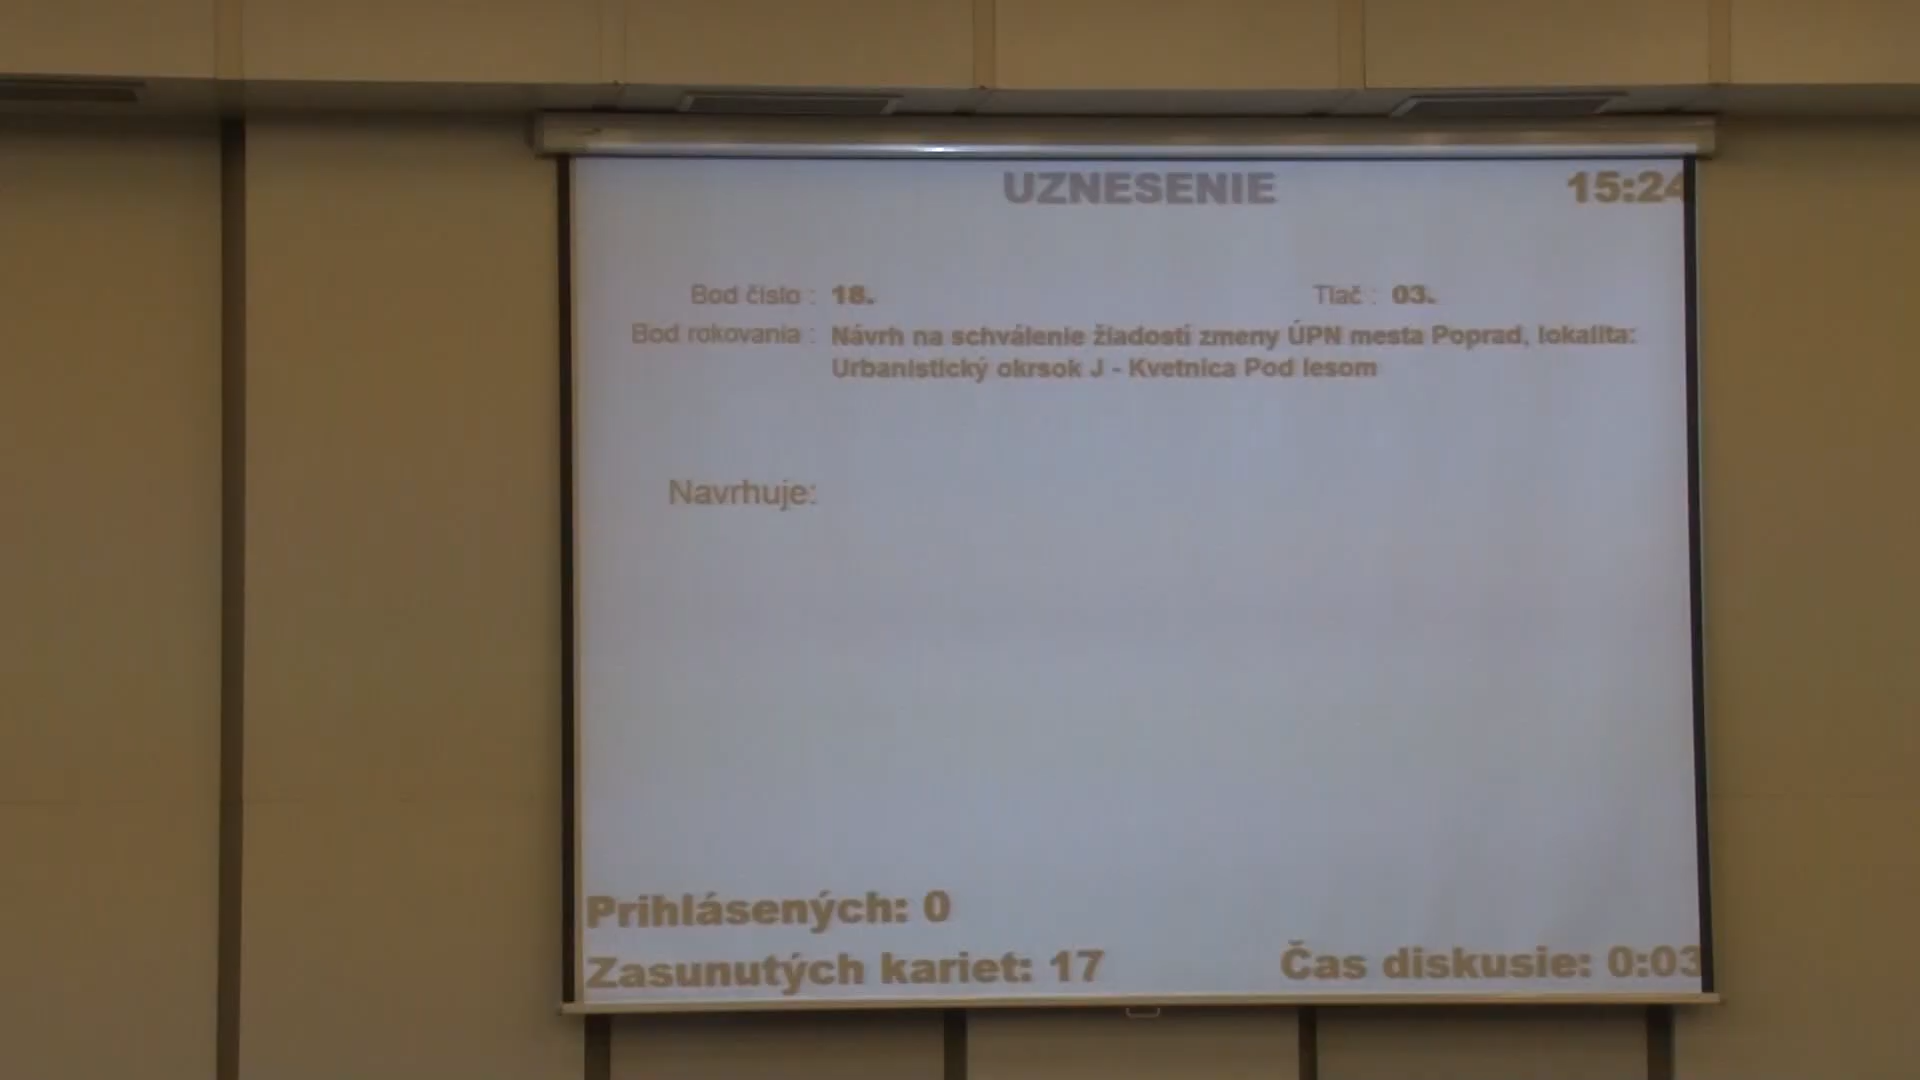 UZNESENIE 15:24
Bod číslo : 18. Tlač : 03.
Bod rokovania : Návrh na schválenie žiadostí zmeny ÚPN mesta Poprad, lokalita:
Urbanistický okrsok J - Kvetnica Pod lesom
Navrhuje:
Prihlásených: 0
Zasunutých kariet: 17 Čas diskusie: 0:03